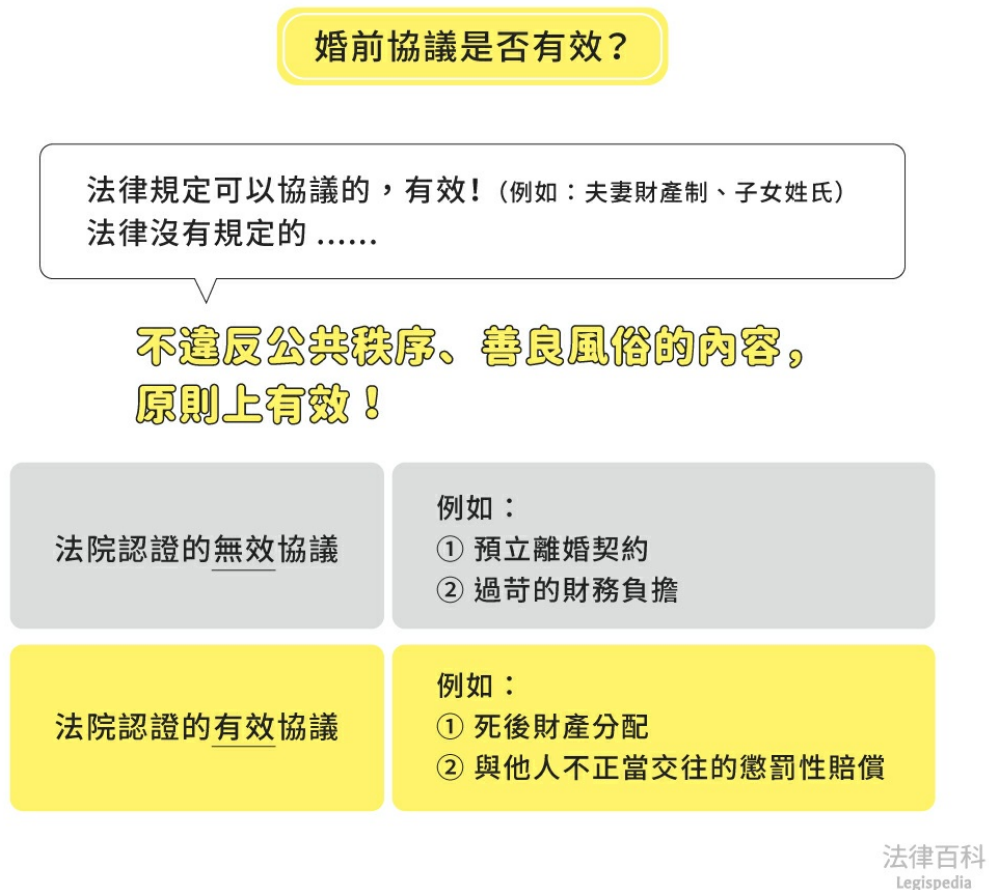 婚前協議是否有效？
法律規定可以協議的，有效！（例如：夫妻財產制、子女姓氏）
法律沒有規定的 ......
不違反公共秩序、善良風俗的內容，
原則上有效！
法院認證的無效協議
例如：
① 預立離婚契約
② 過苛的財務負擔
法院認證的有效協議
例如：
① 死後財產分配
② 與他人不正當交往的懲罰性賠償
法律百科
Legispedia